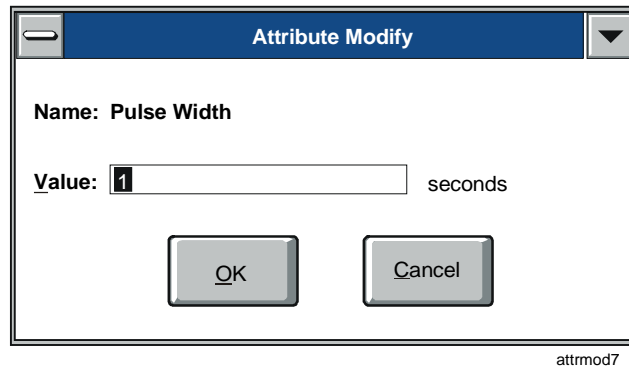 Attribute Modify
Name: Pulse Width
Value: 1 seconds
OK Cancel
attrmod7